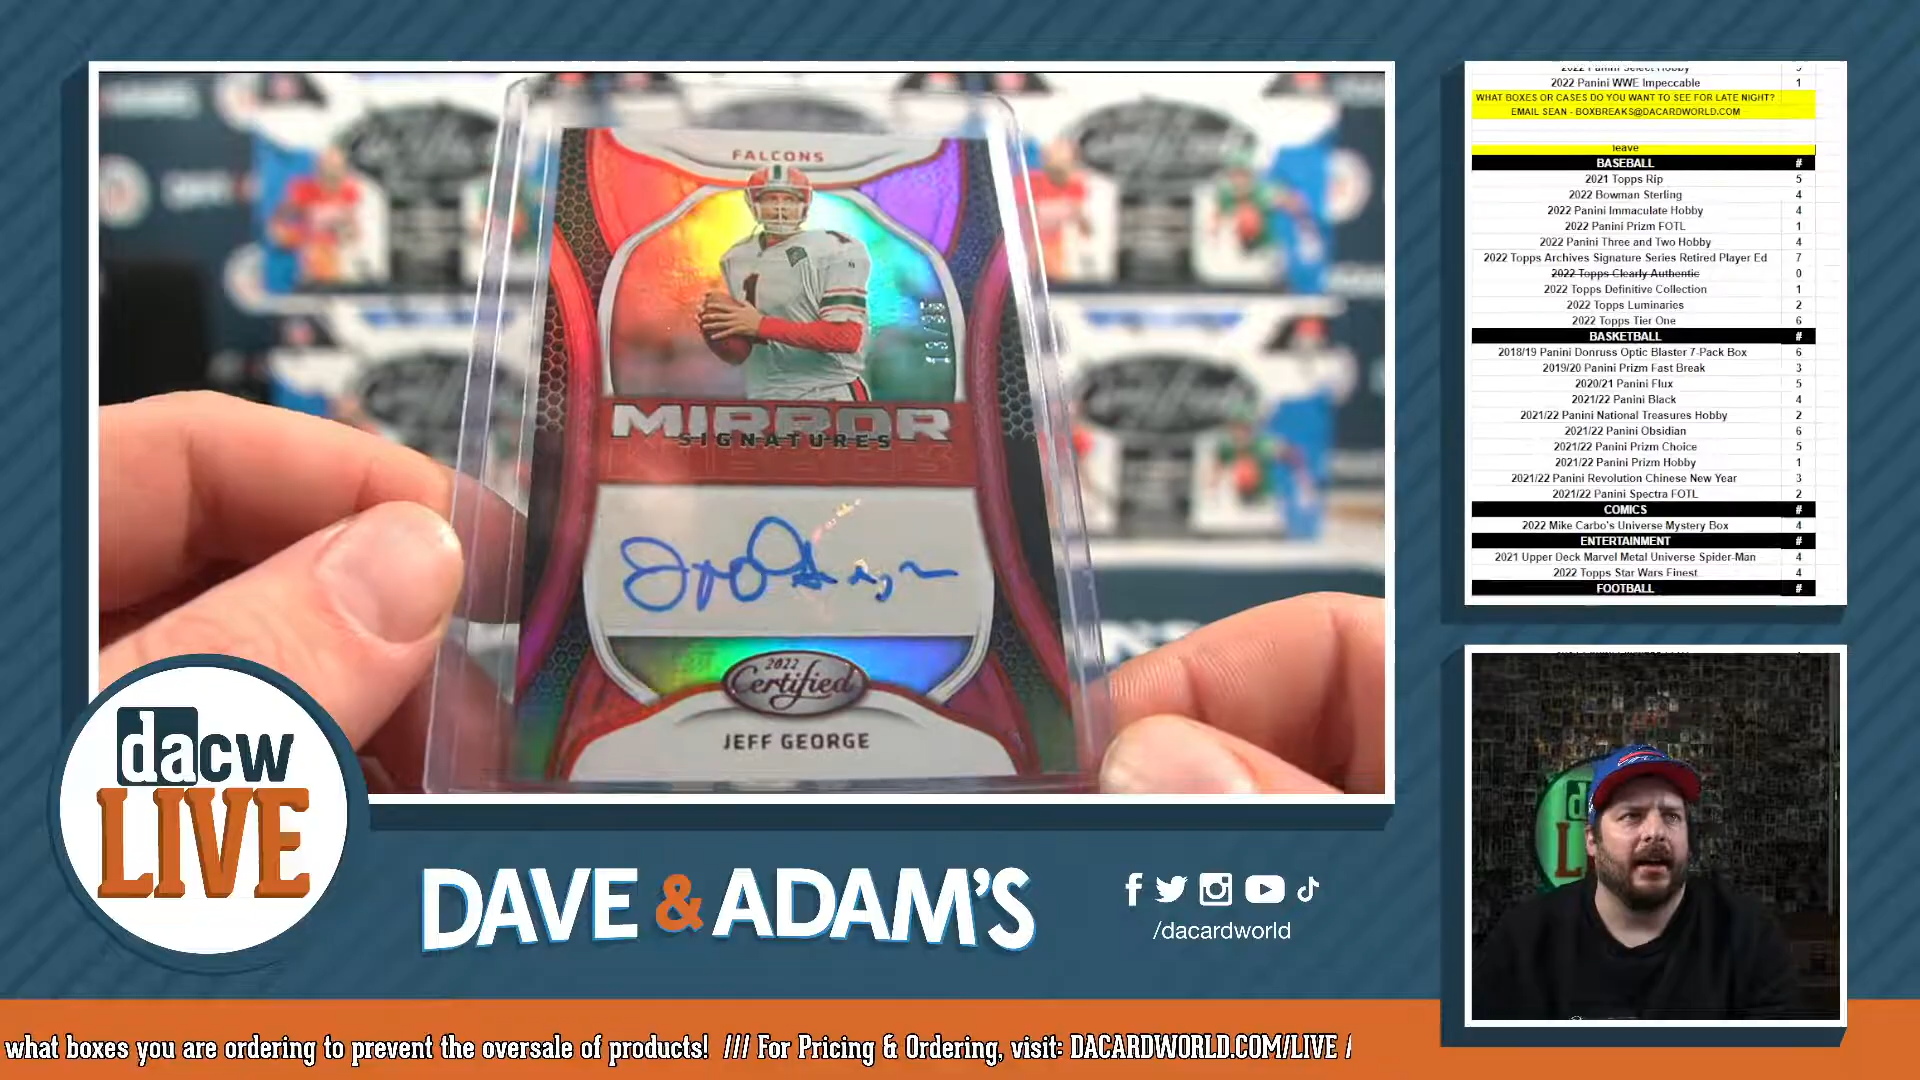 FALCONS
1
13/35
MIRROR
SIGNATURES
2022
Certified
JEFF GEORGE
dacw
LIVE
DAVE & ADAM'S
/dacardworld
what boxes you are ordering to prevent the oversale of products! /// For Pricing & Ordering, visit: DACARDWORLD.COM/LIVE /
2022 Panini Select Hobby
2022 Panini WWE Impeccable 1
WHAT BOXES OR CASES DO YOU WANT TO SEE FOR LATE NIGHT?
EMAIL SEAN - BOXBREAKS@DACARDWORLD.COM
leave
BASEBALL #
2021 Topps Rip 5
2022 Bowman Sterling 4
2022 Panini Immaculate Hobby 4
2022 Panini Prizm FOTL 1
2022 Panini Three and Two Hobby 4
2022 Topps Archives Signature Series Retired Player Ed 7
2022 Topps Clearly Authentic 0
2022 Topps Definitive Collection 1
2022 Topps Luminaries 2
2022 Topps Tier One 6
BASKETBALL #
2018/19 Panini Donruss Optic Blaster 7-Pack Box 6
2019/20 Panini Prizm Fast Break 3
2020/21 Panini Flux 5
2021/22 Panini Black 4
2021/22 Panini National Treasures Hobby 2
2021/22 Panini Obsidian 6
2021/22 Panini Prizm Choice 5
2021/22 Panini Prizm Hobby 1
2021/22 Panini Revolution Chinese New Year 3
2021/22 Panini Spectra FOTL 2
COMICS #
2022 Mike Carbo's Universe Mystery Box 4
ENTERTAINMENT #
2021 Upper Deck Marvel Metal Universe Spider-Man 4
2022 Topps Star Wars Finest 4
FOOTBALL #